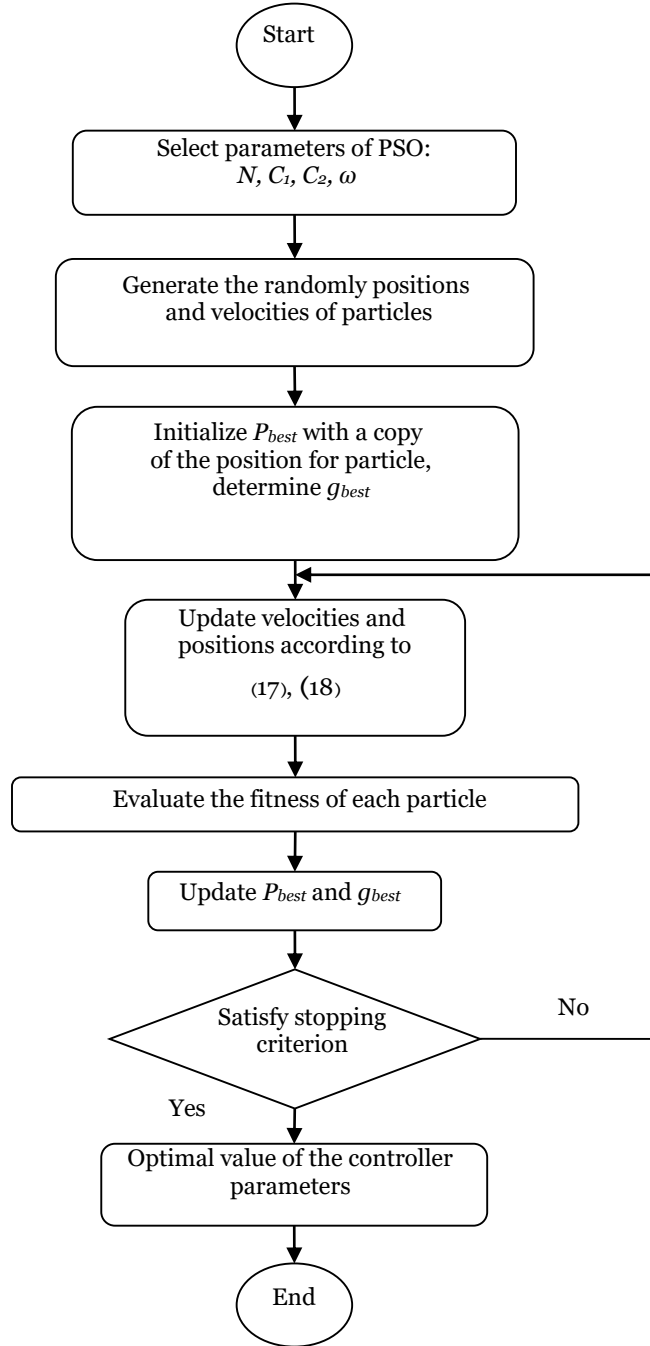 Start
Select parameters of PSO:
N, C₁, C₂, ω
Generate the randomly positions
and velocities of particles
Initialize Pbest with a copy
of the position for particle,
determine gbest
Update velocities and
positions according to
(17), (18)
Evaluate the fitness of each particle
Update Pbest and gbest
Satisfy stopping
criterion
No
Yes
Optimal value of the controller
parameters
End